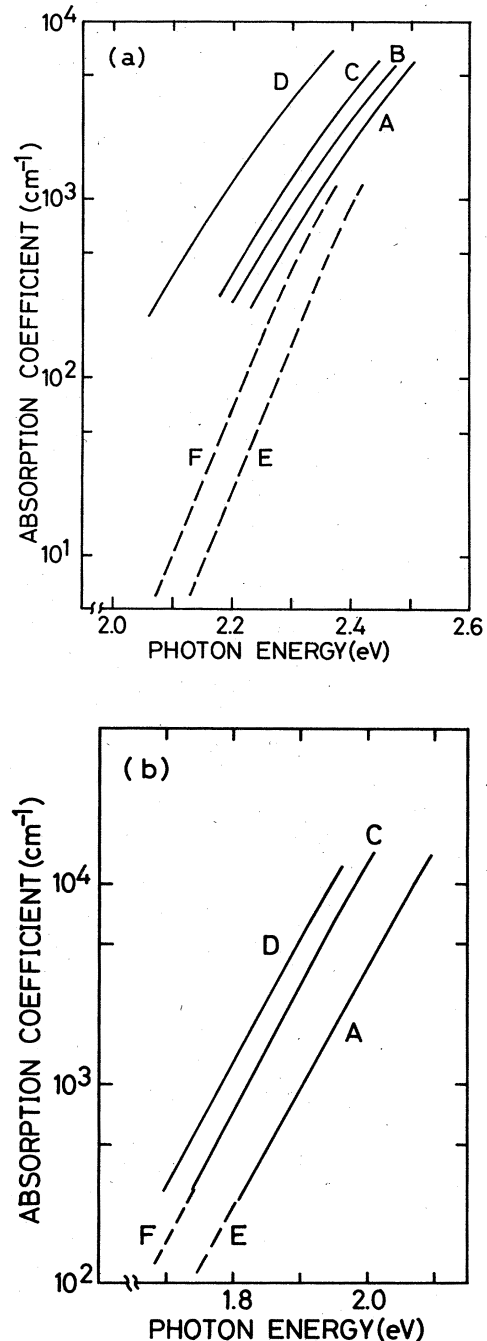 (a)
ABSORPTION COEFFICIENT (cm⁻¹)
10⁴
10³
10²
10¹
D
C
B
A
F
E
2.0 2.2 2.4 2.6
PHOTON ENERGY(eV)
(b)
ABSORPTION COEFFICIENT (cm⁻¹)
10⁴
10³
10²
C
D
A
F
E
1.8 2.0
PHOTON ENERGY (eV)